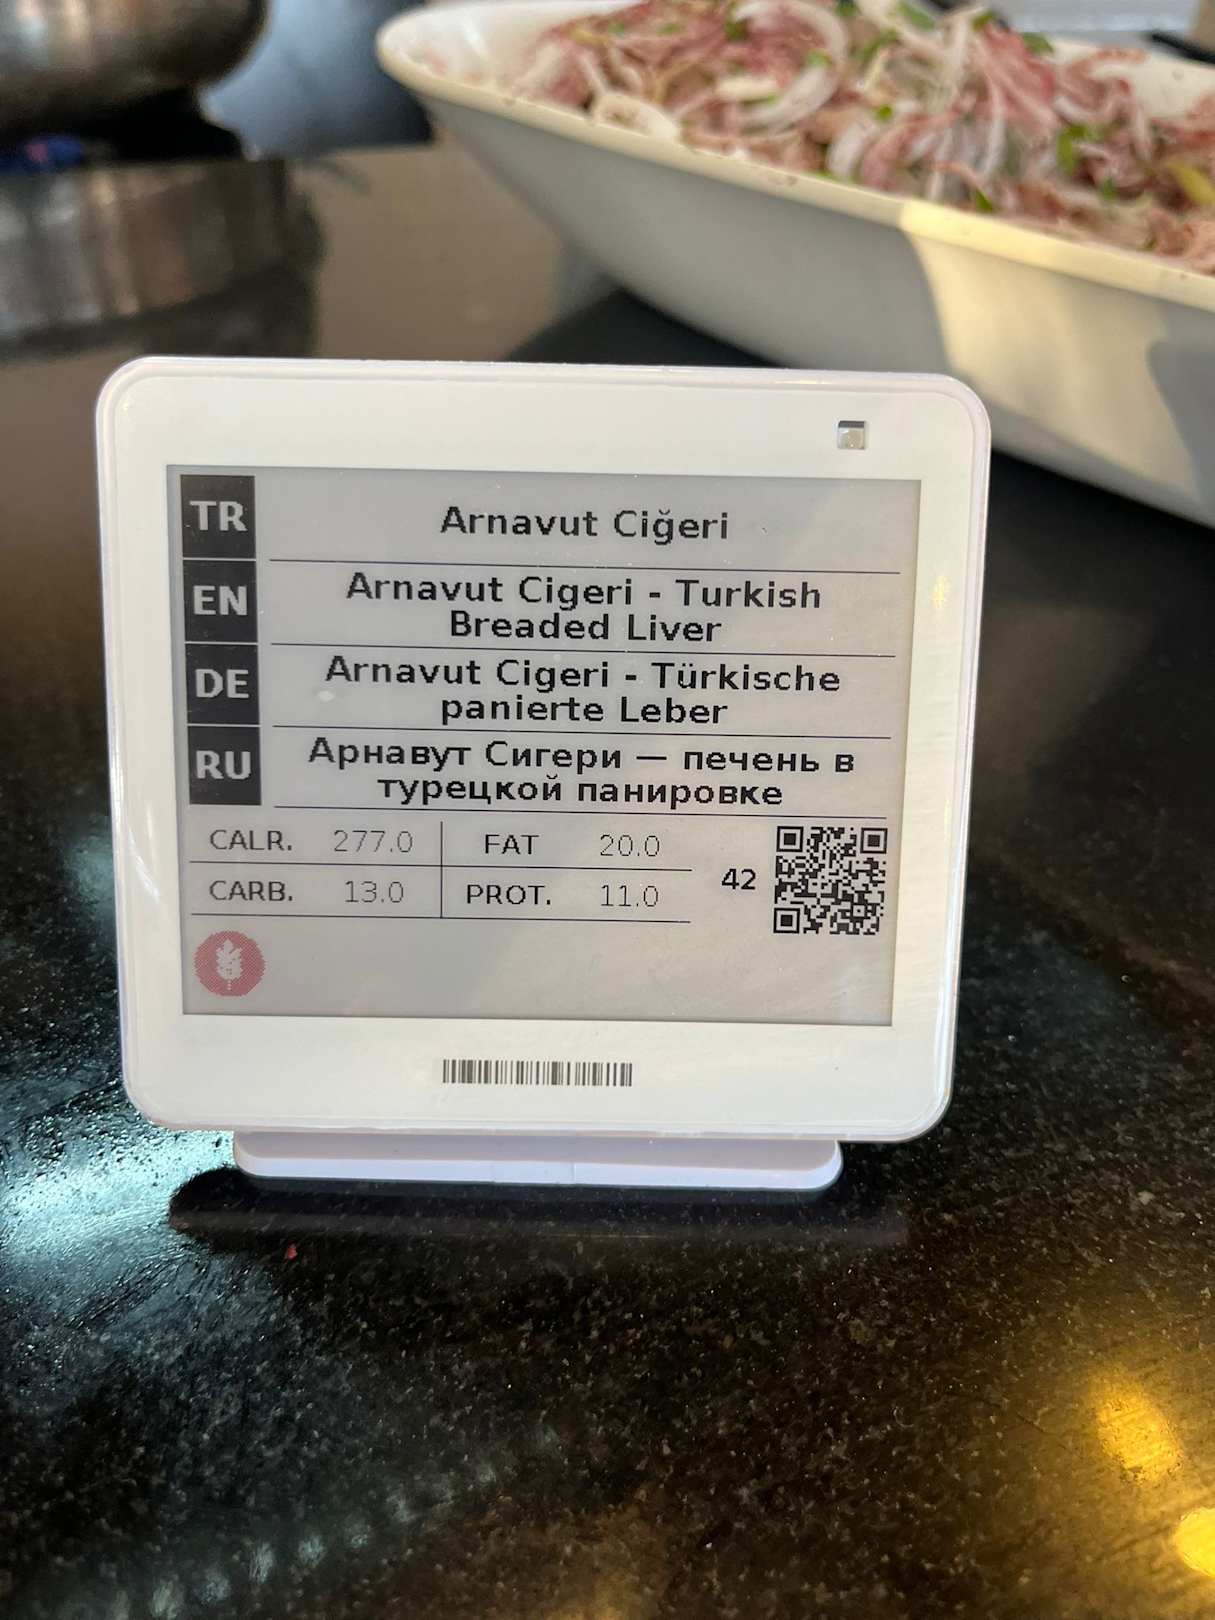 TR Arnavut Ciğeri
EN Arnavut Cigeri - Turkish
Breaded Liver
DE Arnavut Cigeri - Türkische
panierte Leber
RU Арнавут Сигери — печень в
турецкой панировке
CALR. 277.0 FAT 20.0
CARB. 13.0 PROT. 11.0
42